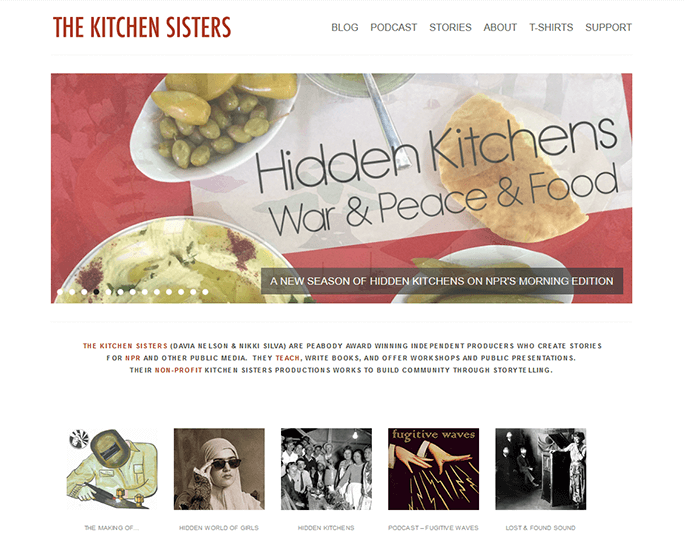 THE KITCHEN SISTERS
BLOG PODCAST STORIES ABOUT T-SHIRTS SUPPORT
Hidden Kitchens
War & Peace & Food
A NEW SEASON OF HIDDEN KITCHENS ON NPR'S MORNING EDITION
THE KITCHEN SISTERS (DAVIA NELSON & NIKKI SILVA) ARE PEABODY AWARD WINNING INDEPENDENT PRODUCERS WHO CREATE STORIES
FOR NPR AND OTHER PUBLIC MEDIA. THEY TEACH, WRITE BOOKS, AND OFFER WORKSHOPS AND PUBLIC PRESENTATIONS.
THEIR NON-PROFIT KITCHEN SISTERS PRODUCTIONS WORKS TO BUILD COMMUNITY THROUGH STORYTELLING.
fugitive waves
THE MAKING OF... HIDDEN WORLD OF GIRLS HIDDEN KITCHENS PODCAST – FUGITIVE WAVES LOST & FOUND SOUND